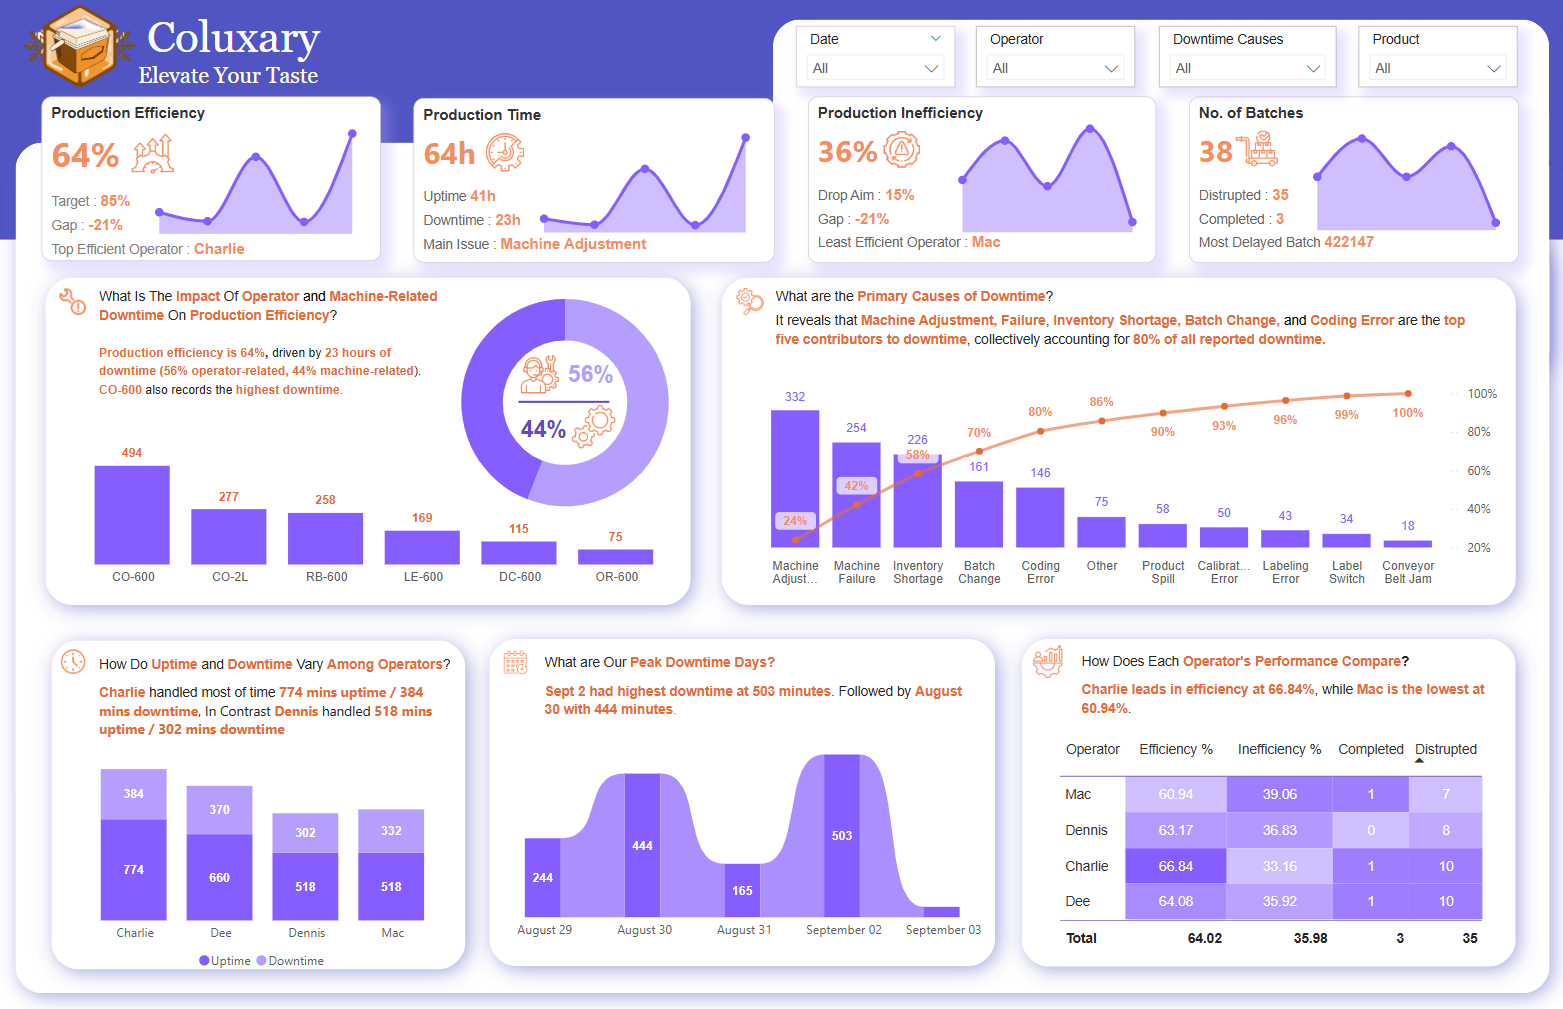 Coluxary
Elevate Your Taste
Date
All
Operator
All
Downtime Causes
All
Product
All
Production Efficiency
64%
Target : 85%
Gap : -21%
Top Efficient Operator : Charlie
Production Time
64h
Uptime 41h
Downtime : 23h
Main Issue : Machine Adjustment
Production Inefficiency
36%
Drop Aim : 15%
Gap : -21%
Least Efficient Operator : Mac
No. of Batches
38
Distrupted : 35
Completed : 3
Most Delayed Batch 422147
What Is The Impact Of Operator and Machine-Related
Downtime On Production Efficiency?
Production efficiency is 64%, driven by 23 hours of
downtime (56% operator-related, 44% machine-related).
CO-600 also records the highest downtime.
56%
44%
494
277
258
169
115
75
CO-600
CO-2L
RB-600
LE-600
DC-600
OR-600
What are the Primary Causes of Downtime?
It reveals that Machine Adjustment, Failure, Inventory Shortage, Batch Change, and Coding Error are the top
five contributors to downtime, collectively accounting for 80% of all reported downtime.
332
254
226
161
146
75
58
50
43
34
18
24%
42%
58%
70%
80%
86%
90%
93%
96%
99%
100%
100%
80%
60%
40%
20%
Machine
Adjust...
Machine
Failure
Inventory
Shortage
Batch
Change
Coding
Error
Other
Product
Spill
Calibrat...
Error
Labeling
Error
Label
Switch
Conveyor
Belt Jam
How Do Uptime and Downtime Vary Among Operators?
Charlie handled most of time 774 mins uptime / 384
mins downtime, In Contrast Dennis handled 518 mins
uptime / 302 mins downtime
384
774
370
660
302
518
332
518
Charlie
Dee
Dennis
Mac
Uptime
Downtime
What are Our Peak Downtime Days?
Sept 2 had highest downtime at 503 minutes. Followed by August
30 with 444 minutes.
244
444
165
503
August 29
August 30
August 31
September 02
September 03
How Does Each Operator's Performance Compare?
Charlie leads in efficiency at 66.84%, while Mac is the lowest at
60.94%.
Operator Efficiency % Inefficiency % Completed Distrupted
Mac 60.94 39.06 1 7
Dennis 63.17 36.83 0 8
Charlie 66.84 33.16 1 10
Dee 64.08 35.92 1 10
Total 64.02 35.98 3 35